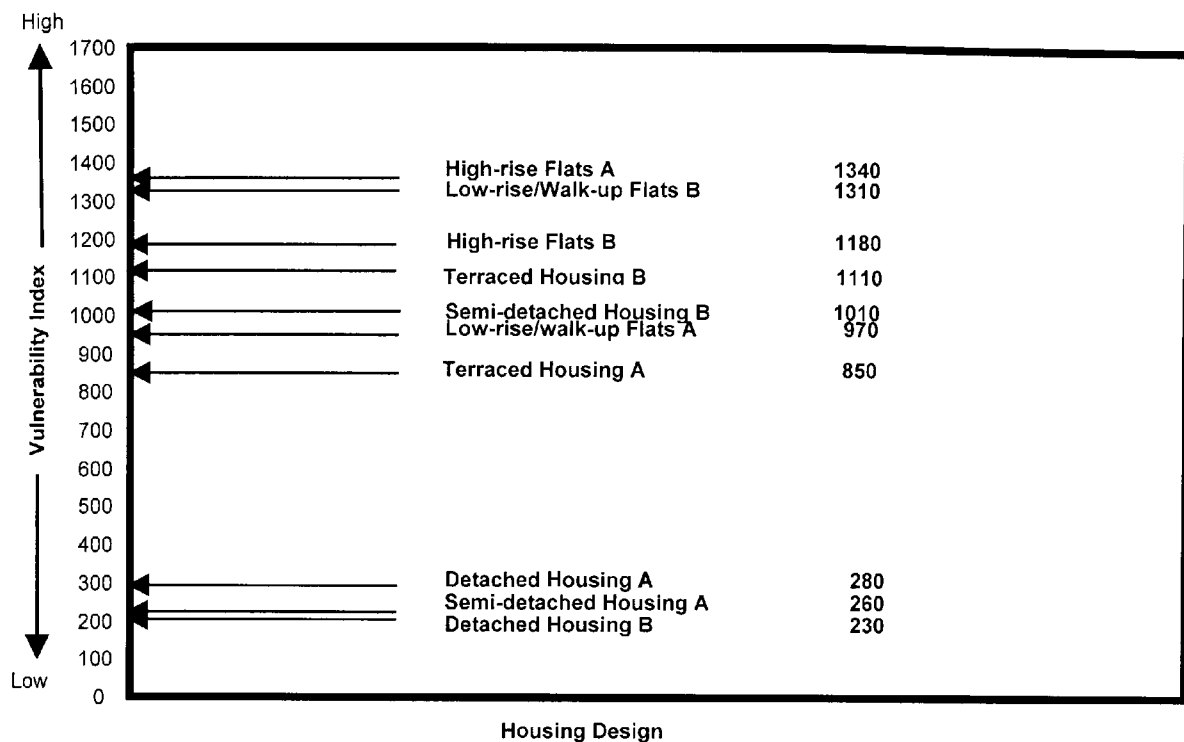 High
1700
1600
1500
1400
1300
1200
1100
1000
900
800
700
600
500
400
300
200
100
0
Low
Vulnerability Index
High-rise Flats A 1340
Low-rise/Walk-up Flats B 1310
High-rise Flats B 1180
Terraced Housing B 1110
Semi-detached Housing B 1010
Low-rise/walk-up Flats A 970
Terraced Housing A 850
Detached Housing A 280
Semi-detached Housing A 260
Detached Housing B 230
Housing Design